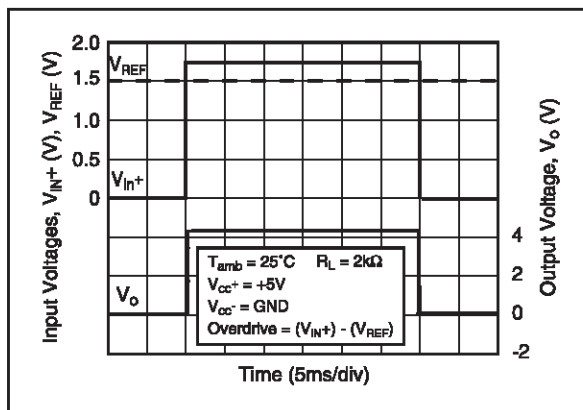 Input Voltages, V_IN+ (V), V_REF (V)
2.0
V_REF
1.5
1.0
0.5
V_In+
0
Output Voltage, V_O (V)
4
2
V_o
0
-2
T_amb = 25°C R_L = 2kΩ
V_cc+ = +5V
V_cc- = GND
Overdrive = (V_IN+) - (V_REF)
Time (5ms/div)